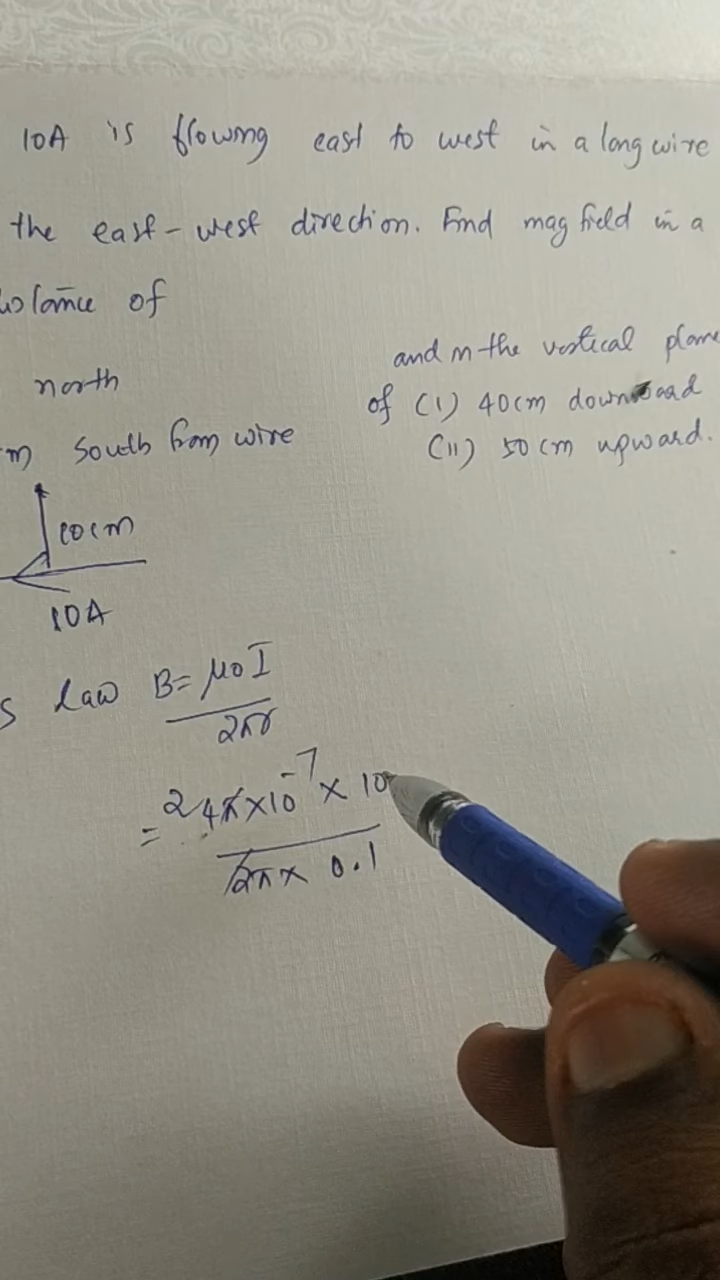 10A is flowing east to west in a long wire
the east-west direction. Find mag field in a
of
north
and in the vertical plane
of (I) 40cm downward
south from wire
(II) 50cm upward.
10cm
10A
law B= μ0 I
2πr
= 2 4π×10⁻⁷ × 10
2π× 0.1